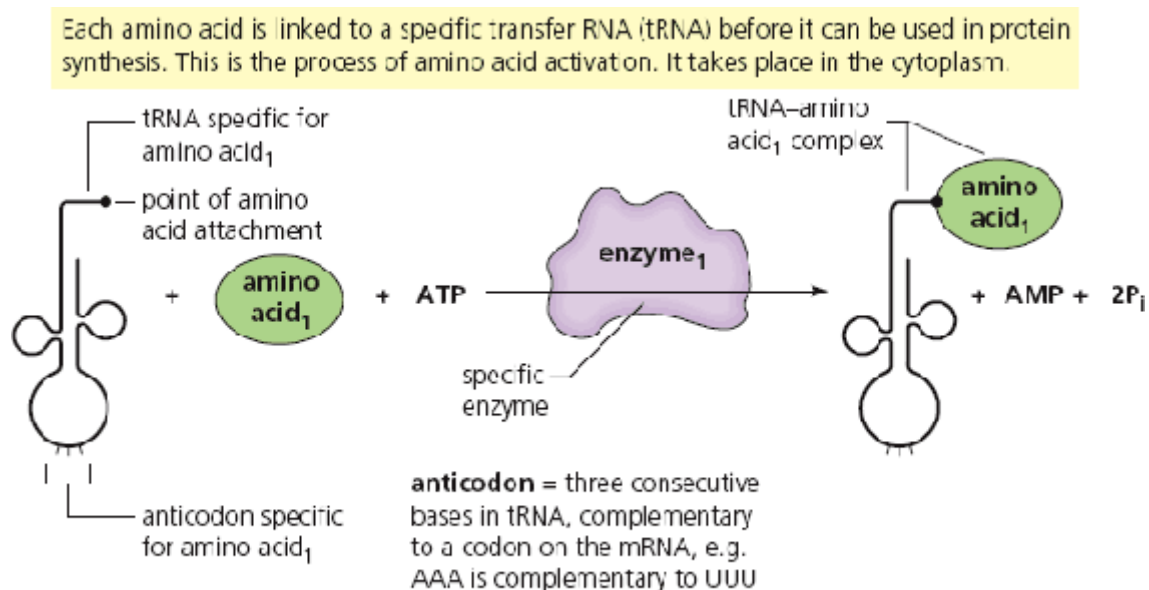 Each amino acid is linked to a specific transfer RNA (tRNA) before it can be used in protein
synthesis. This is the process of amino acid activation. It takes place in the cytoplasm.
tRNA specific for
amino acid₁
point of amino
acid attachment
tRNA–amino
acid₁ complex
amino
acid₁
+
amino
acid₁
+ ATP
enzyme₁
+ AMP + 2Pᵢ
specific
enzyme
anticodon specific
for amino acid₁
anticodon = three consecutive
bases in tRNA, complementary
to a codon on the mRNA, e.g.
AAA is complementary to UUU